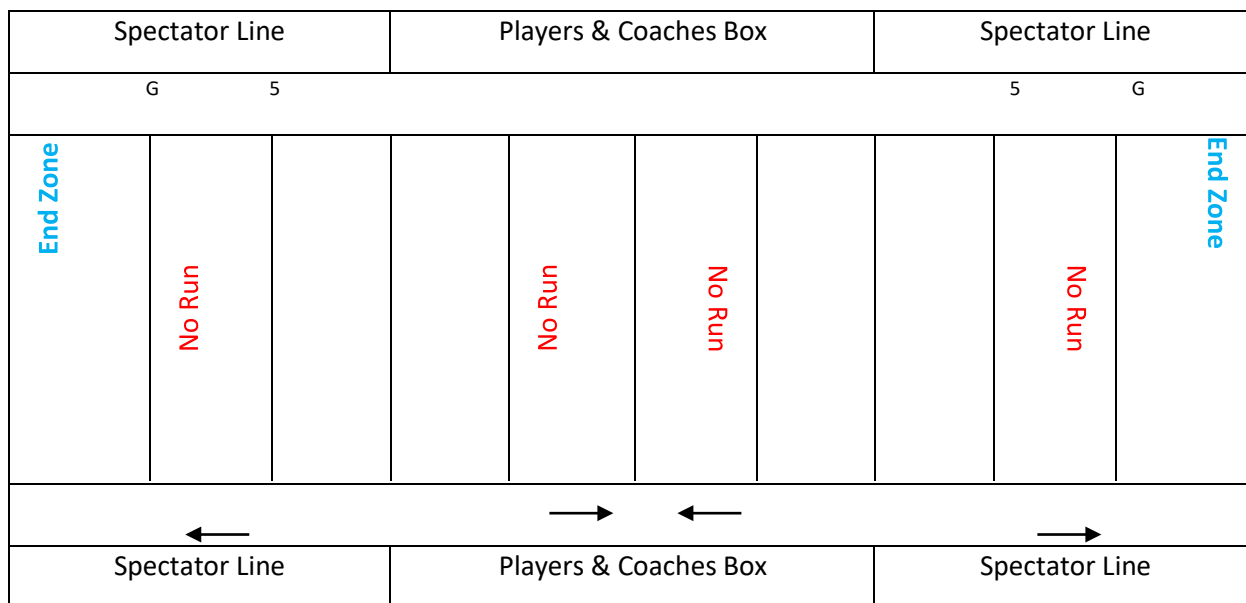 Spectator Line Players & Coaches Box Spectator Line
G 5 5 G
End Zone
No Run
No Run
No Run
No Run
End Zone
Spectator Line Players & Coaches Box Spectator Line